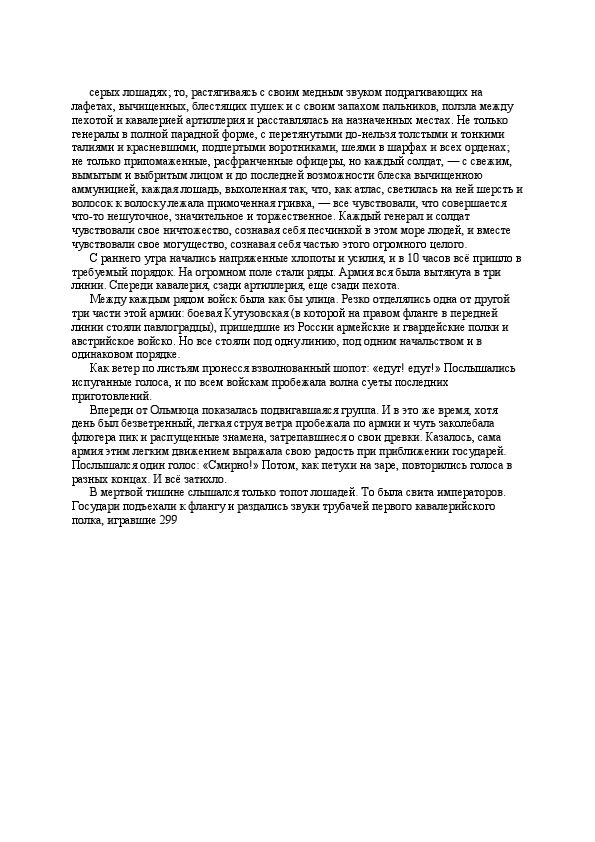 серых лошадях; то, растягиваясь с своим медным звуком подрагивающих на
лафетах, вычищенных, блестящих пушек и с своим запахом пальников, ползла между
пехотой и кавалерией артиллерия и расставлялась на назначенных местах. Не только
генералы в полной парадной форме, с перетянутыми до-нельзя толстыми и тонкими
талиями и красневшими, подпертыми воротниками, шеями в шарфах и всех орденах;
не только припомаженные, расфранченные офицеры, но каждый солдат, — с свежим,
вымытым и выбритым лицом и до последней возможности блеска вычищенною
аммуницией, каждая лошадь, выхоленная так, что, как атлас, светилась на ней шерсть и
волосок к волоску лежала примоченная гривка, — все чувствовали, что совершается
что-то нешуточное, значительное и торжественное. Каждый генерал и солдат
чувствовали свое ничтожество, сознавая себя песчинкой в этом море людей, и вместе
чувствовали свое могущество, сознавая себя частью этого огромного целого.
С раннего утра начались напряженные хлопоты и усилия, и в 10 часов всё пришло в
требуемый порядок. На огромном поле стали ряды. Армия вся была вытянута в три
линии. Спереди кавалерия, сзади артиллерия, еще сзади пехота.
Между каждым рядом войск была как бы улица. Резко отделялись одна от другой
три части этой армии: боевая Кутузовская (в которой на правом фланге в передней
линии стояли павлоградцы), пришедшие из России армейские и гвардейские полки и
австрийское войско. Но все стояли под одну линию, под одним начальством и в
одинаковом порядке.
Как ветер по листьям пронесся взволнованный шопот: «едут! едут!» Послышались
испуганные голоса, и по всем войскам пробежала волна суеты последних
приготовлений.
Впереди от Ольмюца показалась подвигавшаяся группа. И в это же время, хотя
день был безветренный, легкая струя ветра пробежала по армии и чуть заколебала
флюгера пик и распущенные знамена, затрепавшиеся о свои древки. Казалось, сама
армия этим легким движением выражала свою радость при приближении государей.
Послышался один голос: «Смирно!» Потом, как петухи на заре, повторились голоса в
разных концах. И всё затихло.
В мертвой тишине слышался только топот лошадей. То была свита императоров.
Государи подъехали к флангу и раздались звуки трубачей первого кавалерийского
полка, игравшие 299